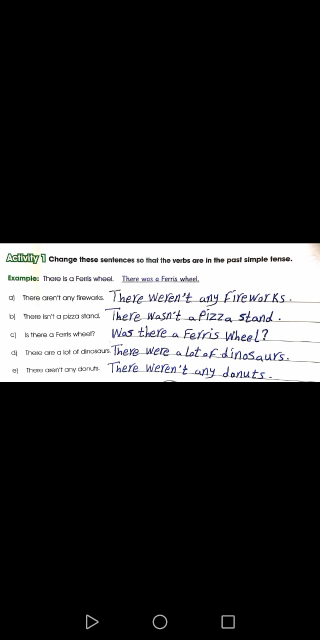 Activity 1 Change these sentences so that the verbs are in the past simple tense.
Example: There is a Ferris wheel. There was a Ferris wheel.
a) There aren't any fireworks. There weren't any fireworks.
b) There isn't a pizza stand. There wasn't a Pizza stand.
c) Is there a Ferris wheel? Was there a Ferris wheel?
d) There are a lot of dinosaurs. There were a lot of dinosaurs.
e) There aren't any donuts. There weren't any donuts.